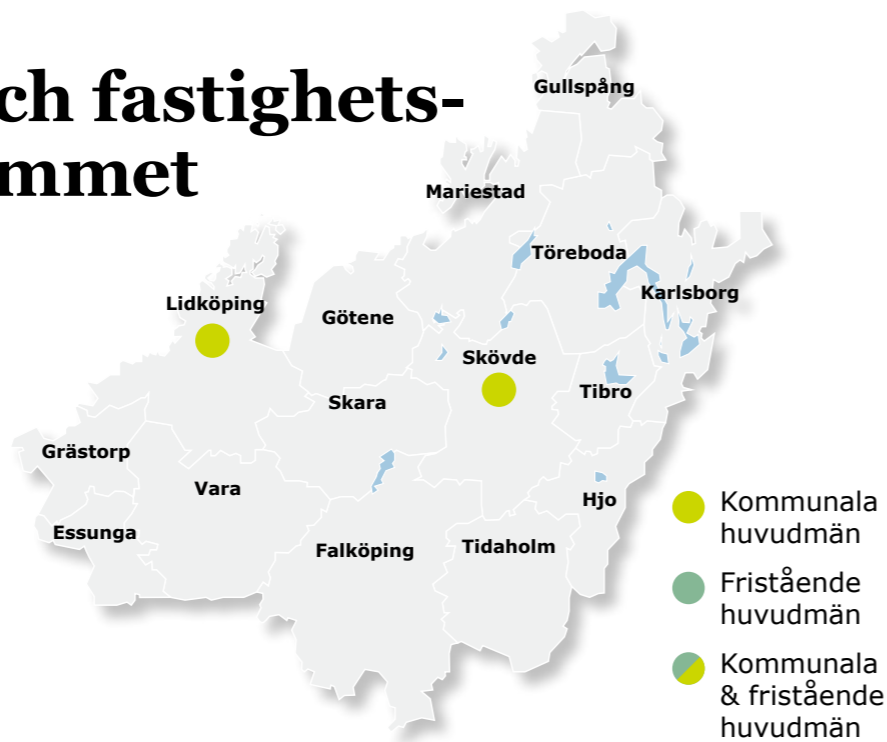 ch fastighets-
mmet
Gullspång
Mariestad
Töreboda
Karlsborg
Lidköping
Götene
Skövde
Tibro
Skara
Grästorp
Vara
Hjo
Essunga
Falköping
Tidaholm
Kommunala
huvudmän
Fristående
huvudmän
Kommunala
& fristående
huvudmän